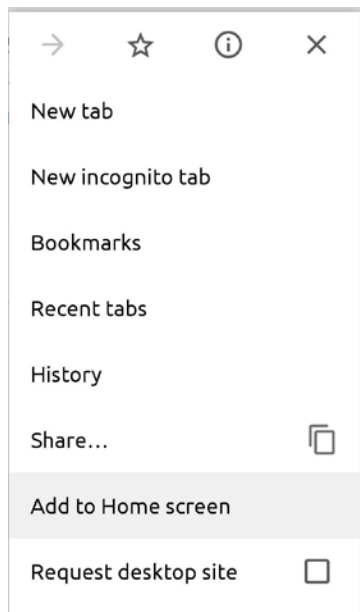 New tab
New incognito tab
Bookmarks
Recent tabs
History
Share...
Add to Home screen
Request desktop site